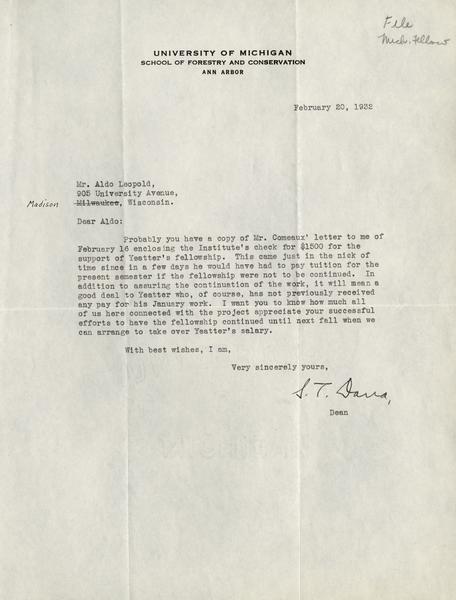 File
Mich. Fellow
UNIVERSITY OF MICHIGAN
SCHOOL OF FORESTRY AND CONSERVATION
ANN ARBOR
February 20, 1932
Mr. Aldo Leopold,
905 University Avenue,
Madison Milwaukee, Wisconsin.
Dear Aldo:
Probably you have a copy of Mr. Comeaux' letter to me of
February 16 enclosing the Institute's check for $1500 for the
support of Yeatter's fellowship. This came just in the nick of
time since in a few days he would have had to pay tuition for the
present semester if the fellowship were not to be continued. In
addition to assuring the continuation of the work, it will mean a
good deal to Yeatter who, of course, has not previously received
any pay for his January work. I want you to know how much all
of us here connected with the project appreciate your successful
efforts to have the fellowship continued until next fall when we
can arrange to take over Yeatter's salary.
With best wishes, I am,
Very sincerely yours,
S. T. Dana,
Dean